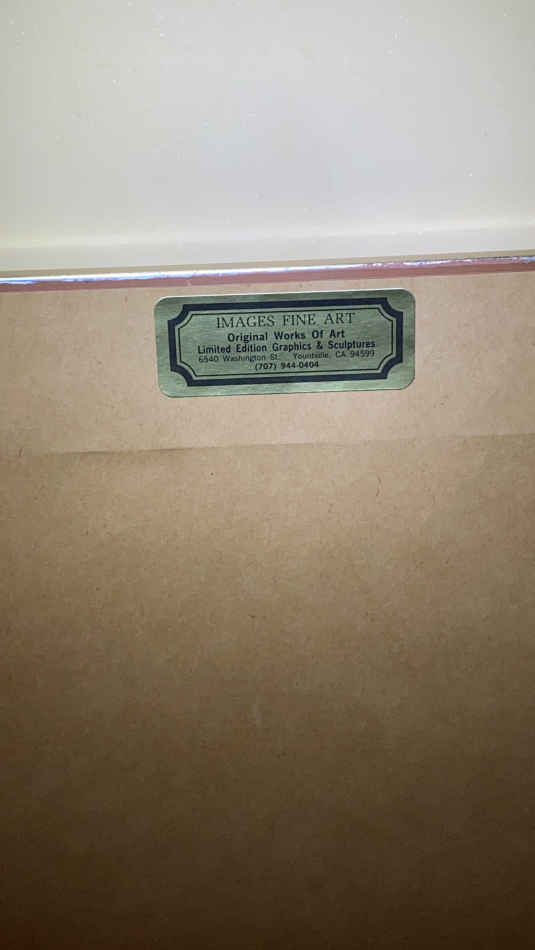 IMAGES FINE ART
Original Works Of Art
Limited Edition Graphics & Sculptures
6540 Washington St. Yountville, CA 94599
(707) 944-0404